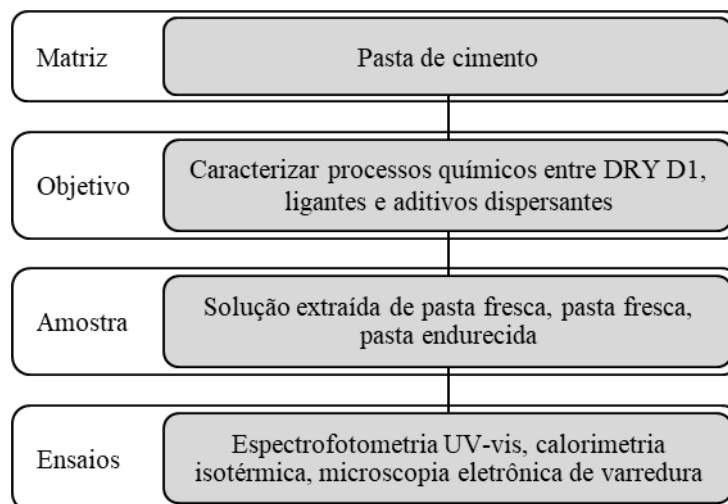 Matriz
Pasta de cimento
Objetivo
Caracterizar processos químicos entre DRY D1,
ligantes e aditivos dispersantes
Amostra
Solução extraída de pasta fresca, pasta fresca,
pasta endurecida
Ensaios
Espectrofotometria UV-vis, calorimetria
isotérmica, microscopia eletrônica de varredura